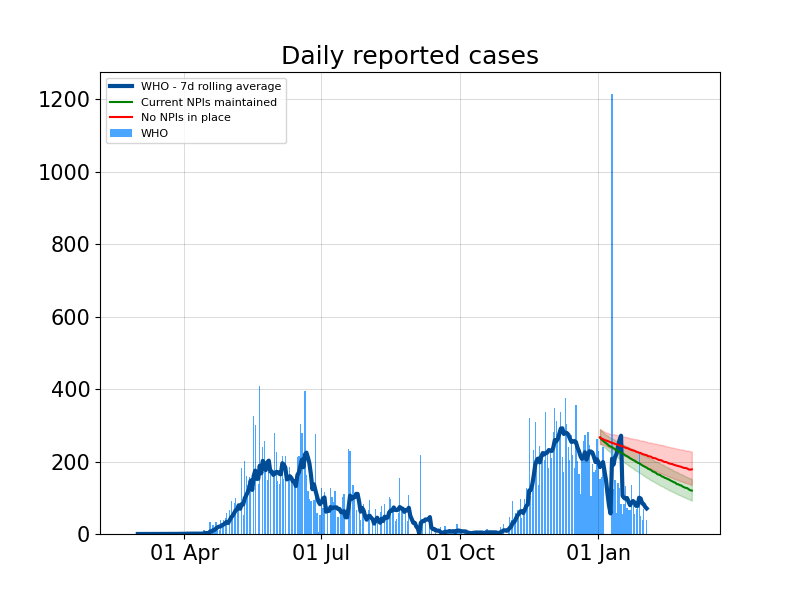 Daily reported cases
WHO - 7d rolling average
Current NPIs maintained
No NPIs in place
WHO
1200
1000
800
600
400
200
0
01 Apr
01 Jul
01 Oct
01 Jan